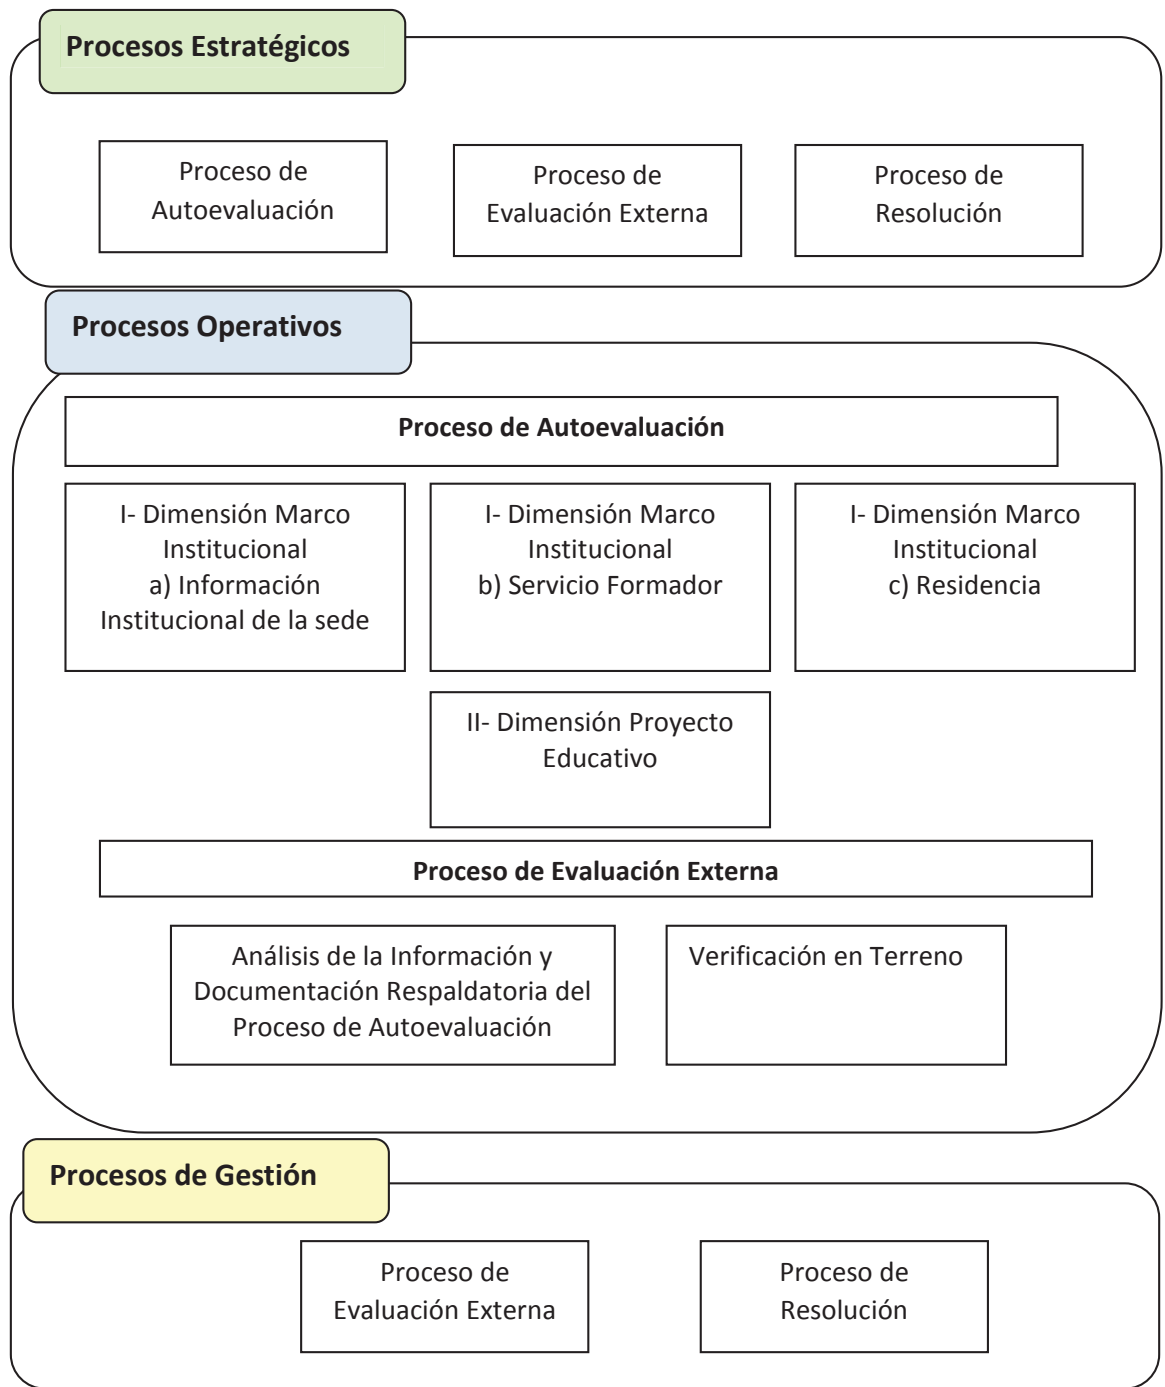 Procesos Estratégicos
Proceso de
Autoevaluación
Proceso de
Evaluación Externa
Proceso de
Resolución
Procesos Operativos
Proceso de Autoevaluación
I- Dimensión Marco
Institucional
a) Información
Institucional de la sede
I- Dimensión Marco
Institucional
b) Servicio Formador
I- Dimensión Marco
Institucional
c) Residencia
II- Dimensión Proyecto
Educativo
Proceso de Evaluación Externa
Análisis de la Información y
Documentación Respaldatoria del
Proceso de Autoevaluación
Verificación en Terreno
Procesos de Gestión
Proceso de
Evaluación Externa
Proceso de
Resolución